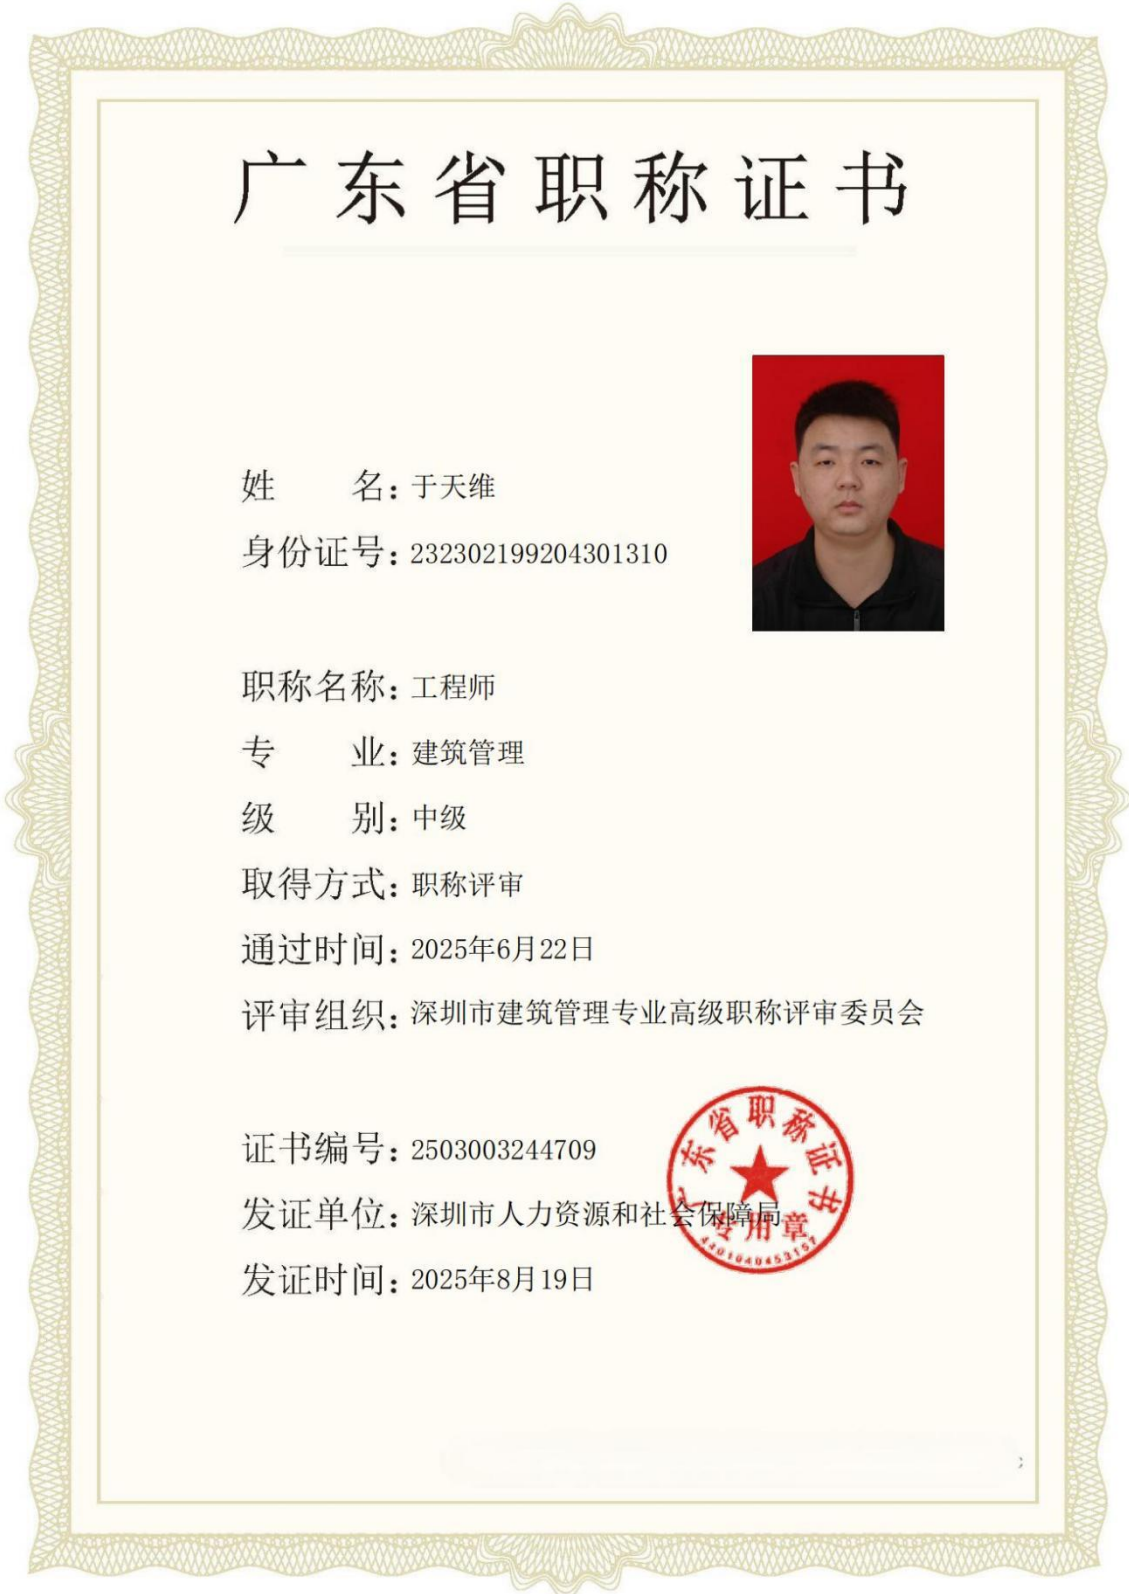 广东省职称证书
姓 名：于天维
身份证号：232302199204301310
职称名称：工程师
专 业：建筑管理
级 别：中级
取得方式：职称评审
通过时间：2025年6月22日
评审组织：深圳市建筑管理专业高级职称评审委员会
证书编号：2503003244709
发证单位：深圳市人力资源和社会保障局
发证时间：2025年8月19日
广东省职称证书
专用章
4401040453157